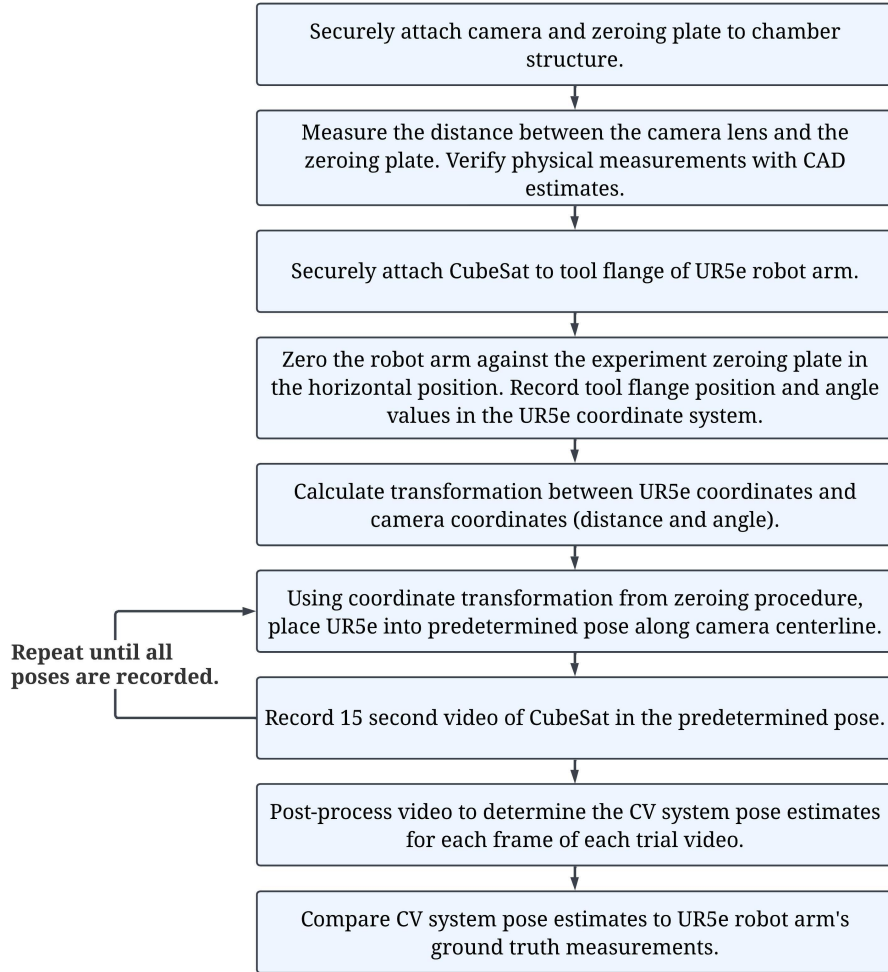 Securely attach camera and zeroing plate to chamber
structure.
Measure the distance between the camera lens and the
zeroing plate. Verify physical measurements with CAD
estimates.
Securely attach CubeSat to tool flange of UR5e robot arm.
Zero the robot arm against the experiment zeroing plate in
the horizontal position. Record tool flange position and angle
values in the UR5e coordinate system.
Calculate transformation between UR5e coordinates and
camera coordinates (distance and angle).
Using coordinate transformation from zeroing procedure,
place UR5e into predetermined pose along camera centerline.
Repeat until all
poses are recorded.
Record 15 second video of CubeSat in the predetermined pose.
Post-process video to determine the CV system pose estimates
for each frame of each trial video.
Compare CV system pose estimates to UR5e robot arm's
ground truth measurements.